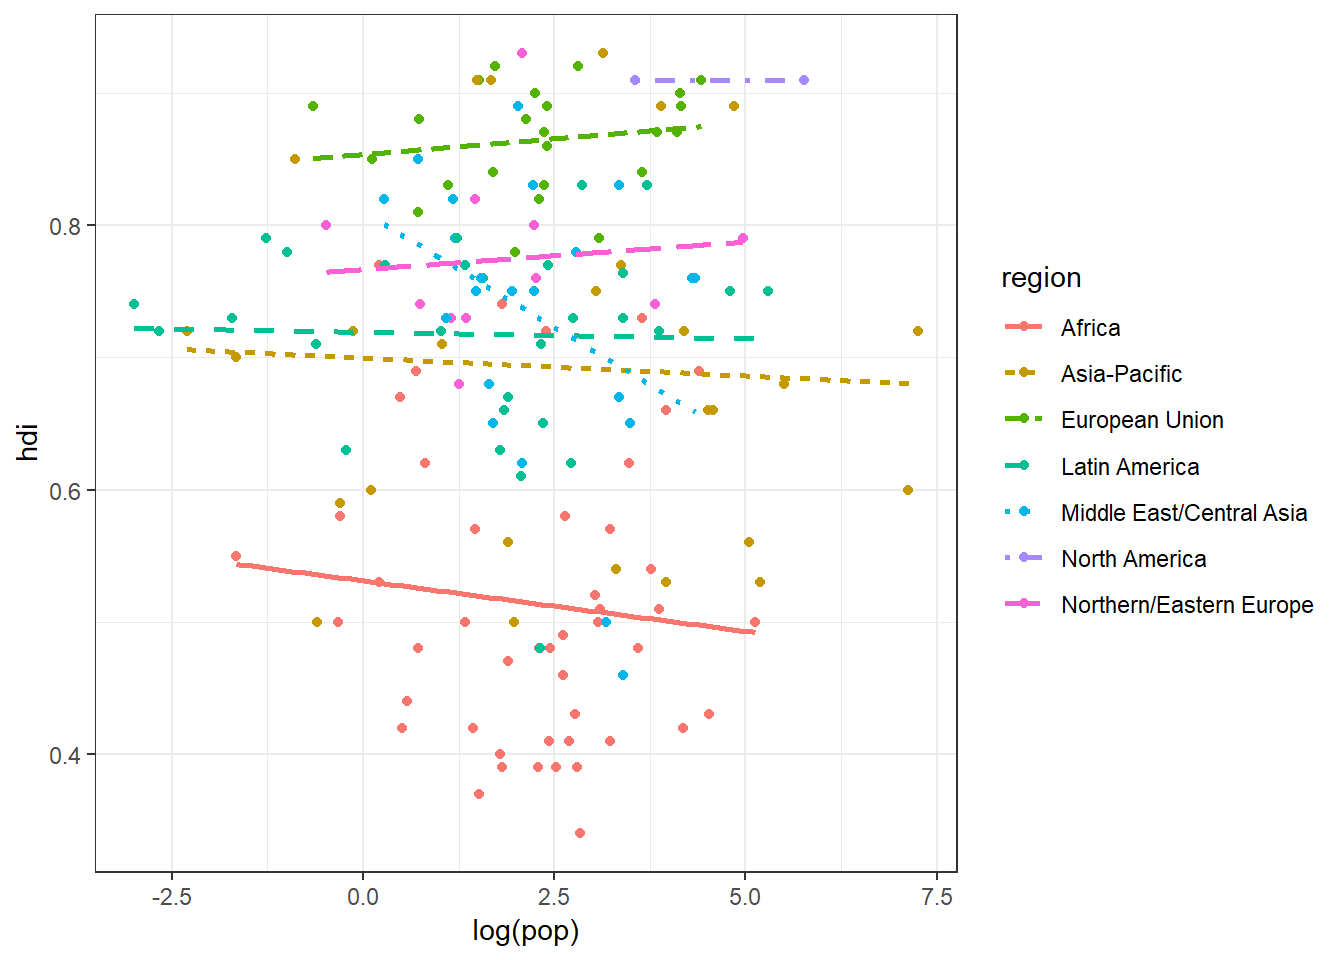 hdi
0.8
0.6
0.4
-2.5
0.0
2.5
5.0
7.5
log(pop)
region
Africa
Asia-Pacific
European Union
Latin America
Middle East/Central Asia
North America
Northern/Eastern Europe